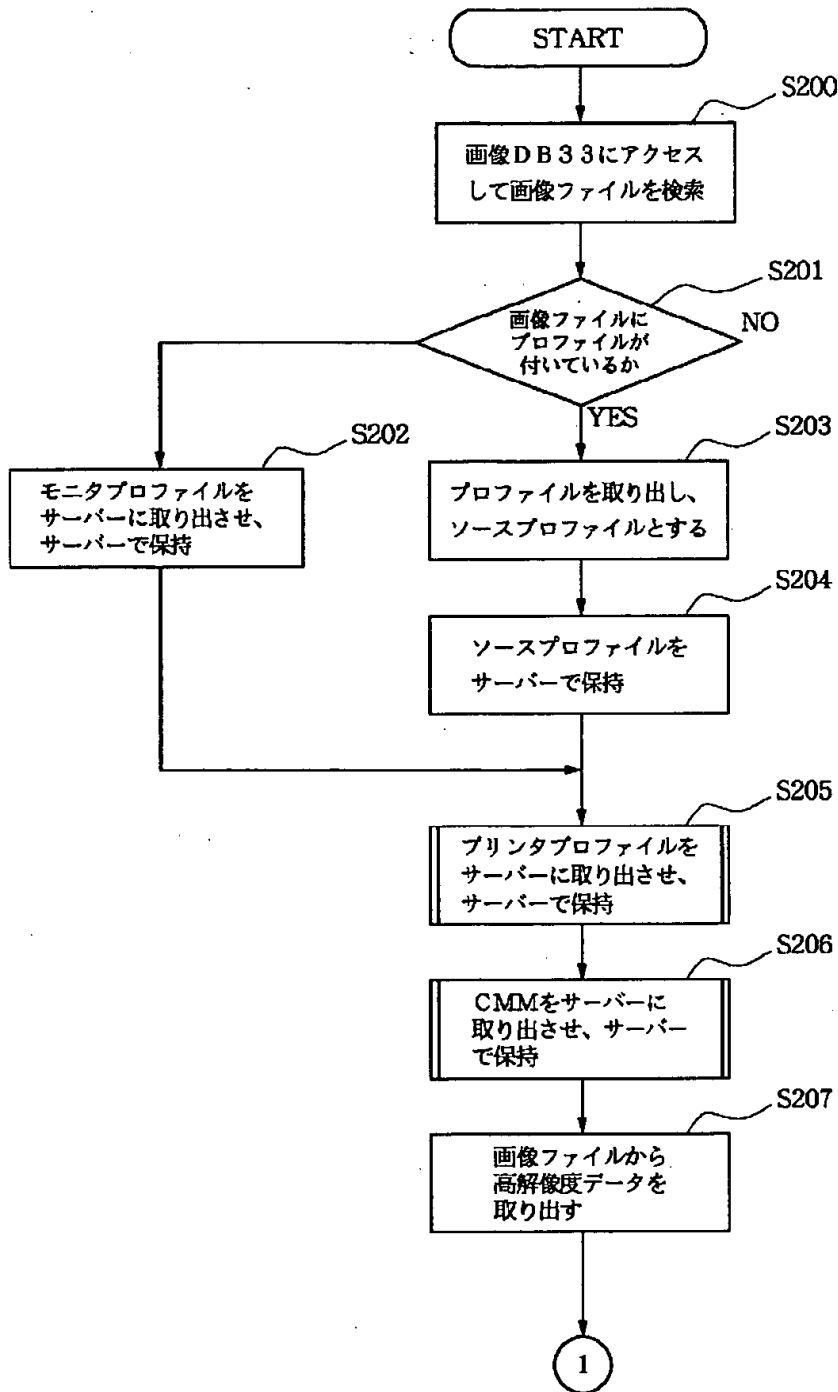 START
S200
画像DB33にアクセス
して画像ファイルを検索
S201
画像ファイルに
プロファイルが
付いているか
NO
YES
S202
モニタプロファイルを
サーバーに取り出させ、
サーバーで保持
S203
プロファイルを取り出し、
ソースプロファイルとする
S204
ソースプロファイルを
サーバーで保持
S205
プリンタプロファイルを
サーバーに取り出させ、
サーバーで保持
S206
CMMをサーバーに
取り出させ、サーバー
で保持
S207
画像ファイルから
高解像度データを
取り出す
1